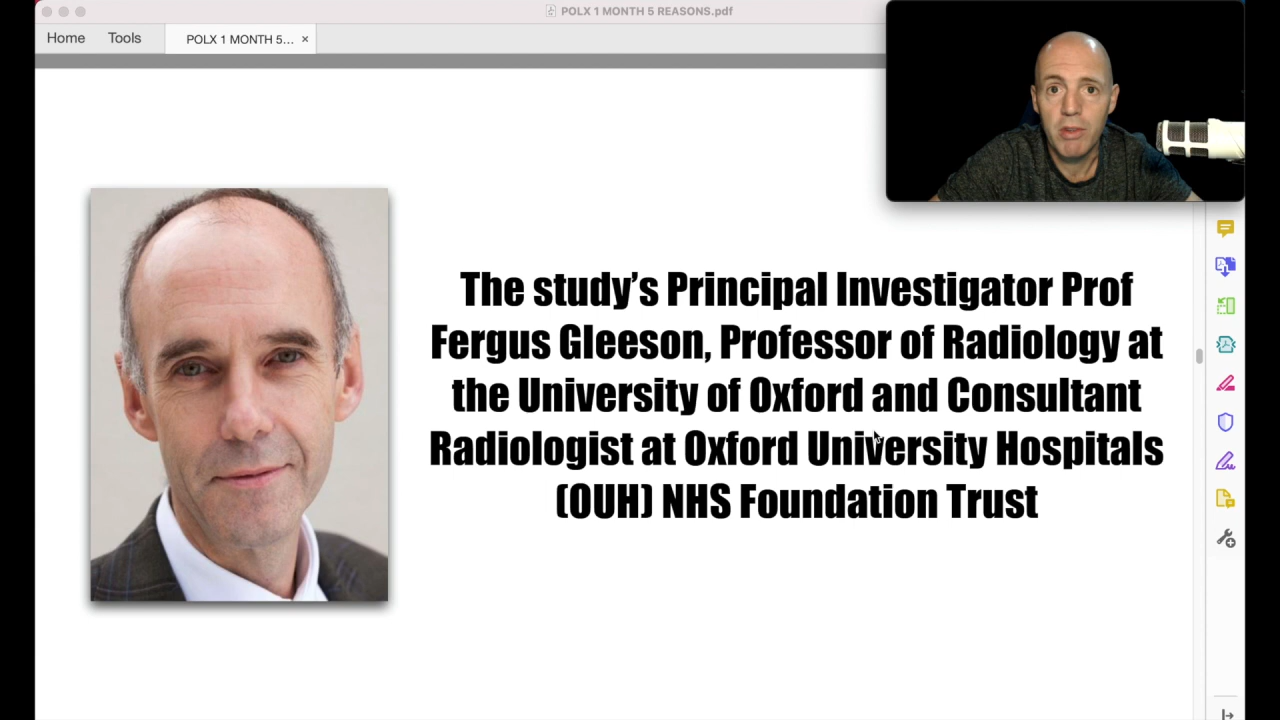 POLX 1 MONTH 5 REASONS.pdf
Home Tools POLX 1 MONTH 5... ×
The study’s Principal Investigator Prof
Fergus Gleeson, Professor of Radiology at
the University of Oxford and Consultant
Radiologist at Oxford University Hospitals
(OUH) NHS Foundation Trust